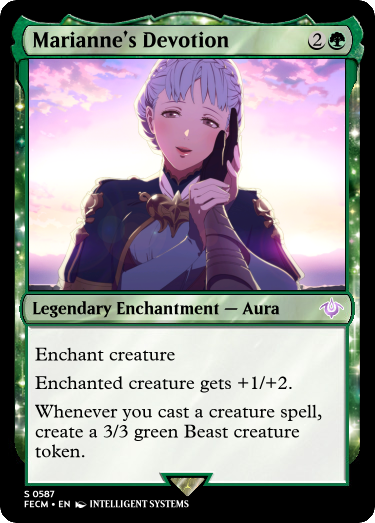 Marianne's Devotion 2
Legendary Enchantment — Aura
Enchant creature
Enchanted creature gets +1/+2.
Whenever you cast a creature spell,
create a 3/3 green Beast creature
token.
S 0587
FECM • EN INTELLIGENT SYSTEMS